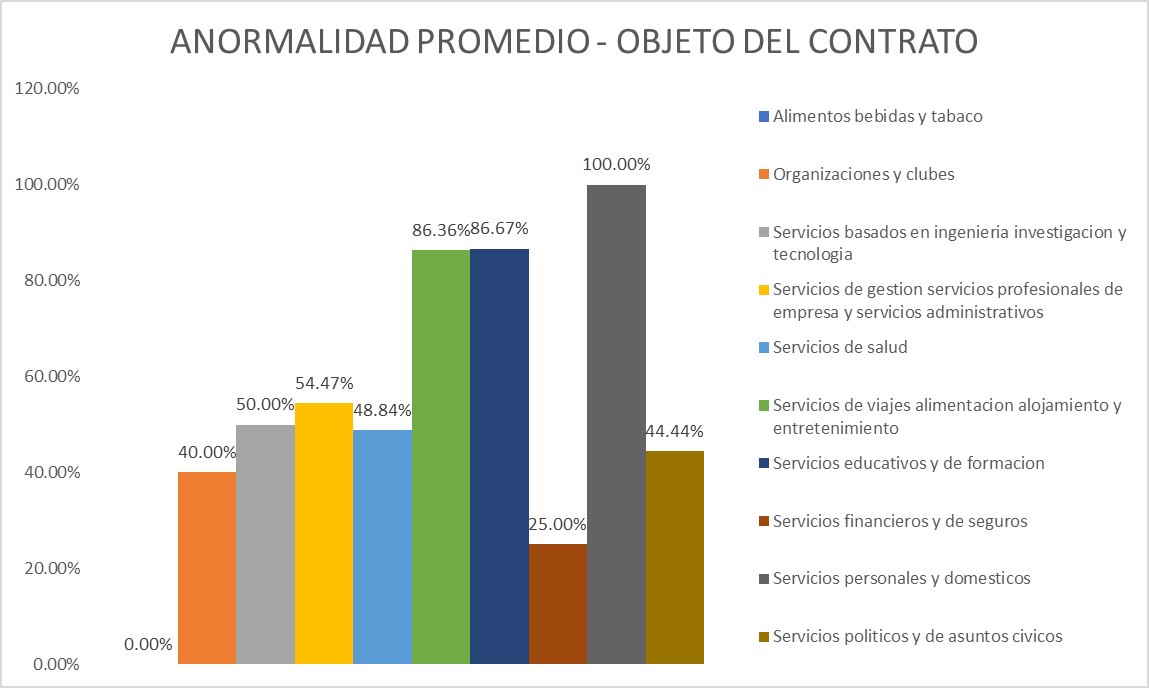 ANORMALIDAD PROMEDIO - OBJETO DEL CONTRATO
120.00%
100.00%
80.00%
60.00%
40.00%
20.00%
0.00%
0.00%
40.00%
50.00%
54.47%
48.84%
86.36%
86.67%
25.00%
100.00%
44.44%
Alimentos bebidas y tabaco
Organizaciones y clubes
Servicios basados en ingenieria investigacion y
tecnologia
Servicios de gestion servicios profesionales de
empresa y servicios administrativos
Servicios de salud
Servicios de viajes alimentacion alojamiento y
entretenimiento
Servicios educativos y de formacion
Servicios financieros y de seguros
Servicios personales y domesticos
Servicios politicos y de asuntos civicos